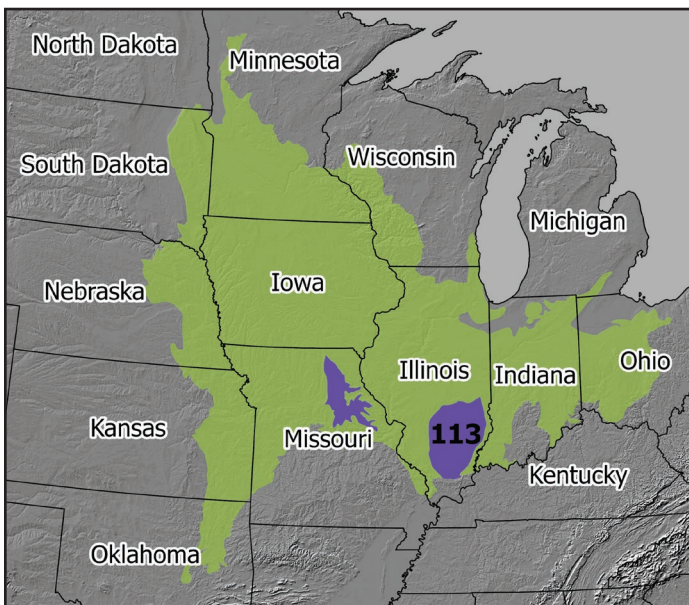 North Dakota
Minnesota
South Dakota
Wisconsin
Michigan
Nebraska
Iowa
Illinois
Indiana
Ohio
Kansas
Missouri
113
Kentucky
Oklahoma